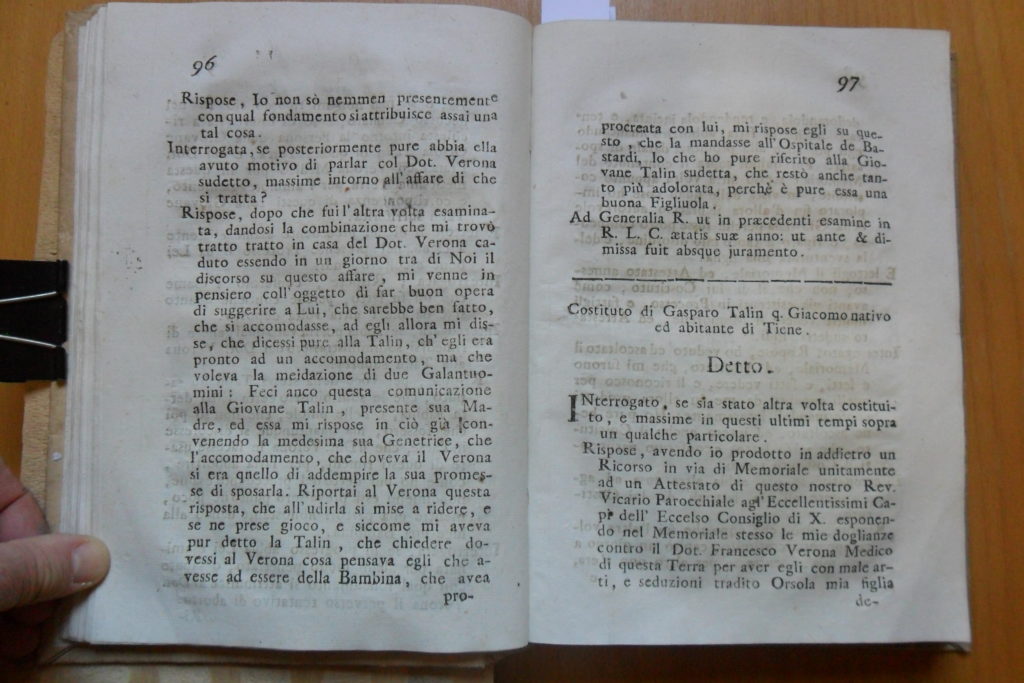 96
Rispose, Io non sò nemmen presentemente
con qual fondamento si attribuisce assai una
tal cosa.
Interrogata, se posteriormente pure abbia ella
avuto motivo di parlar col Dot. Verona
sudetto, massime intorno all'affare di che
si tratta?
Rispose, dopo che fui l'altra volta esamina-
ta, dandosi la combinazione che mi trovò
tratto tratto in casa del Dot. Verona ca-
duto essendo in un giorno tra di Noi il
discorso su questo affare, mi venne in
pensiero coll'oggetto di far buon opera
di suggerire a Lui, che sarebbe ben fatto,
che si accomodasse, ad egli allora mi dis-
se, che dicessi pure alla Talin, ch'egli era
pronto ad un accomodamento, ma che
voleva la meidazione di due Galantuo-
mini: Feci anco questa comunicazione
alla Giovane Talin, presente sua Ma-
dre, ed essa mi rispose in ciò già con-
venendo la medesima sua Genetrice, che
l'accomodamento, che doveva il Verona
si era qnello di addempire la sua promes-
se di sposarla. Riportai al Verona questa
risposta, che all'udirla si mise a ridere, e
se ne prese gioco, e siccome mi aveva
pur detto la Talin, che chiedere do-
vessi al Verona cosa pensava egli che a-
vesse ad essere della Bambina, che avea
pro-
97
procreata con lui, mi rispose egli su que-
sto, che la mandasse all'Ospitale de Ba-
stardi, Io che ho pure riferito alla Gio-
vane Talin sudetta, che restò anche tan-
to più adolorata, perchè è pure essa una
buona Figliuola.
Ad Generalia R. ut in præcedenti examine in
R. L. C. ætatis suæ anno: ut ante & di-
missa fuit absque juramento.
Costituto di Gasparo Talin q. Giacomo nativo
ed abitante di Tiene.
Detto.
INterrogato, se sia stato altra volta costitui-
to, e massime in questi ultimi tempi sopra
un qualche particolare.
Rispose, avendo io prodotto in addietro un
Ricorso in via di Memoriale unitamente
ad un Attestato di questo nostro Rev.
Vicario Parocchiale agl'Eccellentissimi Ca-
pi dell' Eccelso Consiglio di X. esponen-
do nel Memoriale stesso le mie doglianze
contro il Dot. Francesco Verona Medico
di questa Terra per aver egli con male ar-
ti, e seduzioni tradito Orsola mia figlia
de-